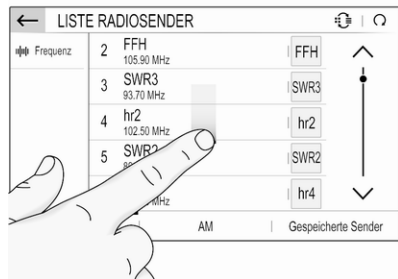 LISTE RADIOSENDER
Frequenz
2 FFH FFH
105.90 MHz
3 SWR3 SWR3
93.70 MHz
4 hr2 hr2
102.50 MHz
5 SWR2 SWR2
hr4
MHz
AM Gespeicherte Sender